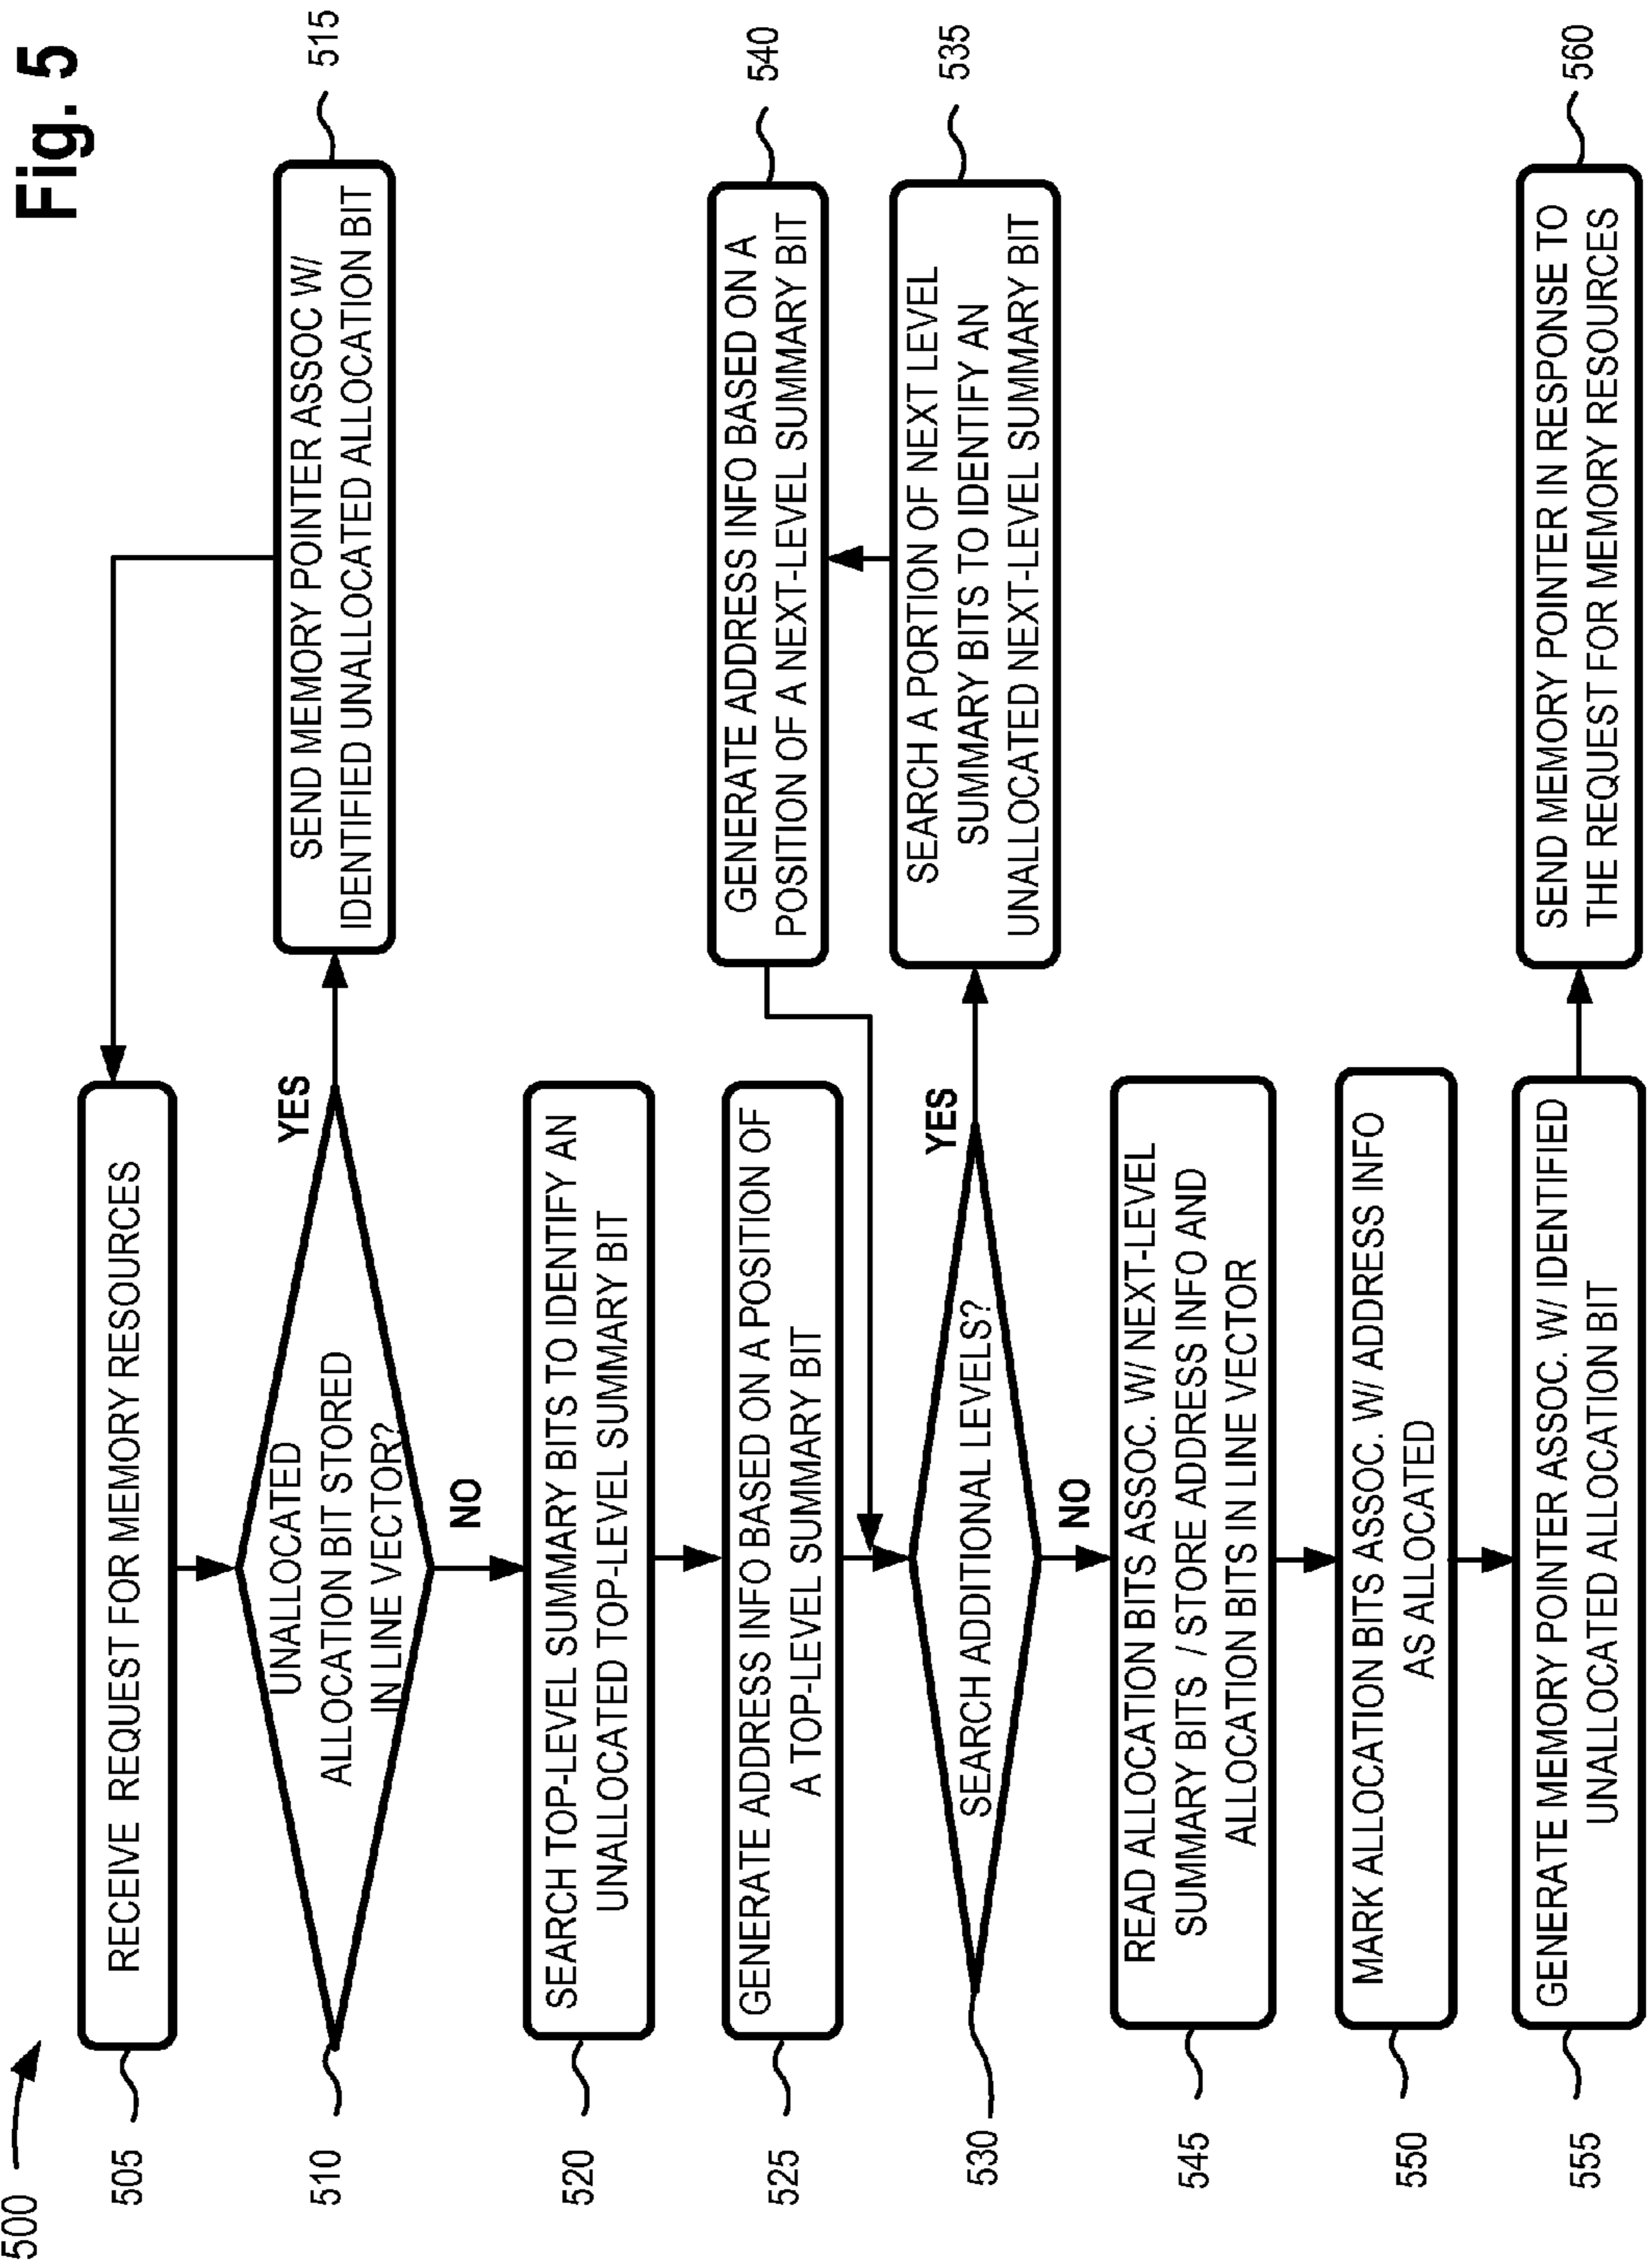 Fig. 5
500
505
RECEIVE REQUEST FOR MEMORY RESOURCES
510
UNALLOCATED
ALLOCATION BIT STORED
IN LINE VECTOR?
YES
SEND MEMORY POINTER ASSOC W/
IDENTIFIED UNALLOCATED ALLOCATION BIT
515
NO
520
SEARCH TOP-LEVEL SUMMARY BITS TO IDENTIFY AN
UNALLOCATED TOP-LEVEL SUMMARY BIT
525
GENERATE ADDRESS INFO BASED ON A POSITION OF
A TOP-LEVEL SUMMARY BIT
GENERATE ADDRESS INFO BASED ON A
POSITION OF A NEXT-LEVEL SUMMARY BIT
540
530
SEARCH ADDITIONAL LEVELS?
YES
SEARCH A PORTION OF NEXT LEVEL
SUMMARY BITS TO IDENTIFY AN
UNALLOCATED NEXT-LEVEL SUMMARY BIT
535
NO
545
READ ALLOCATION BITS ASSOC. W/ NEXT-LEVEL
SUMMARY BITS / STORE ADDRESS INFO AND
ALLOCATION BITS IN LINE VECTOR
550
MARK ALLOCATION BITS ASSOC. W/ ADDRESS INFO
AS ALLOCATED
555
GENERATE MEMORY POINTER ASSOC. W/ IDENTIFIED
UNALLOCATED ALLOCATION BIT
SEND MEMORY POINTER IN RESPONSE TO
THE REQUEST FOR MEMORY RESOURCES
560